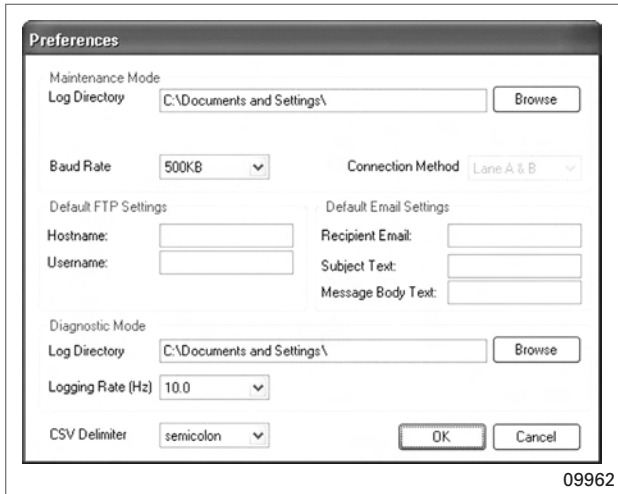 Preferences
Maintenance Mode
Log Directory C:\Documents and Settings\ Browse
Baud Rate 500KB Connection Method Lane A & B
Default FTP Settings Default Email Settings
Hostname: Recipient Email:
Username: Subject Text:
Message Body Text:
Diagnostic Mode
Log Directory C:\Documents and Settings\ Browse
Logging Rate (Hz) 10.0
CSV Delimiter semicolon OK Cancel
09962